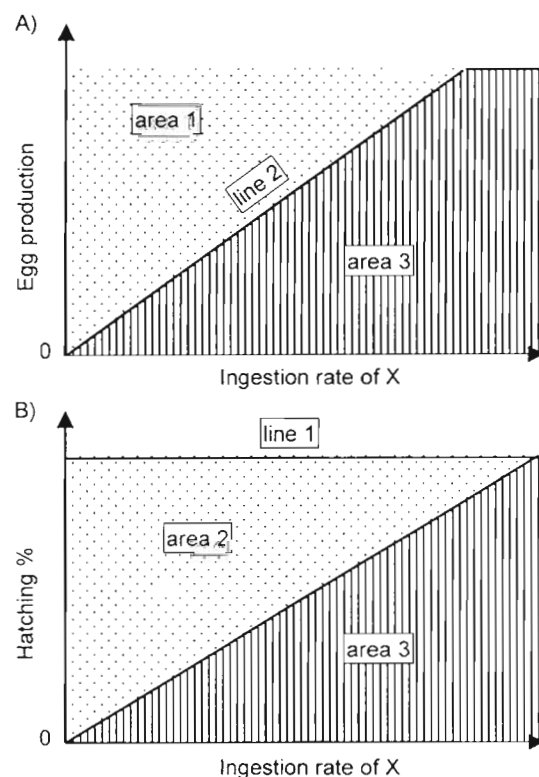 A)
area 1
line 2
Egg production
area 3
0
Ingestion rate of X
B)
line 1
area 2
Hatching %
area 3
0
Ingestion rate of X